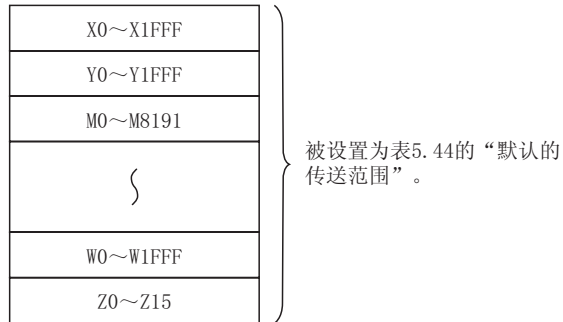 X0～X1FFF
Y0～Y1FFF
M0～M8191
W0～W1FFF
Z0～Z15
被设置为表5.44的“默认的
传送范围”。